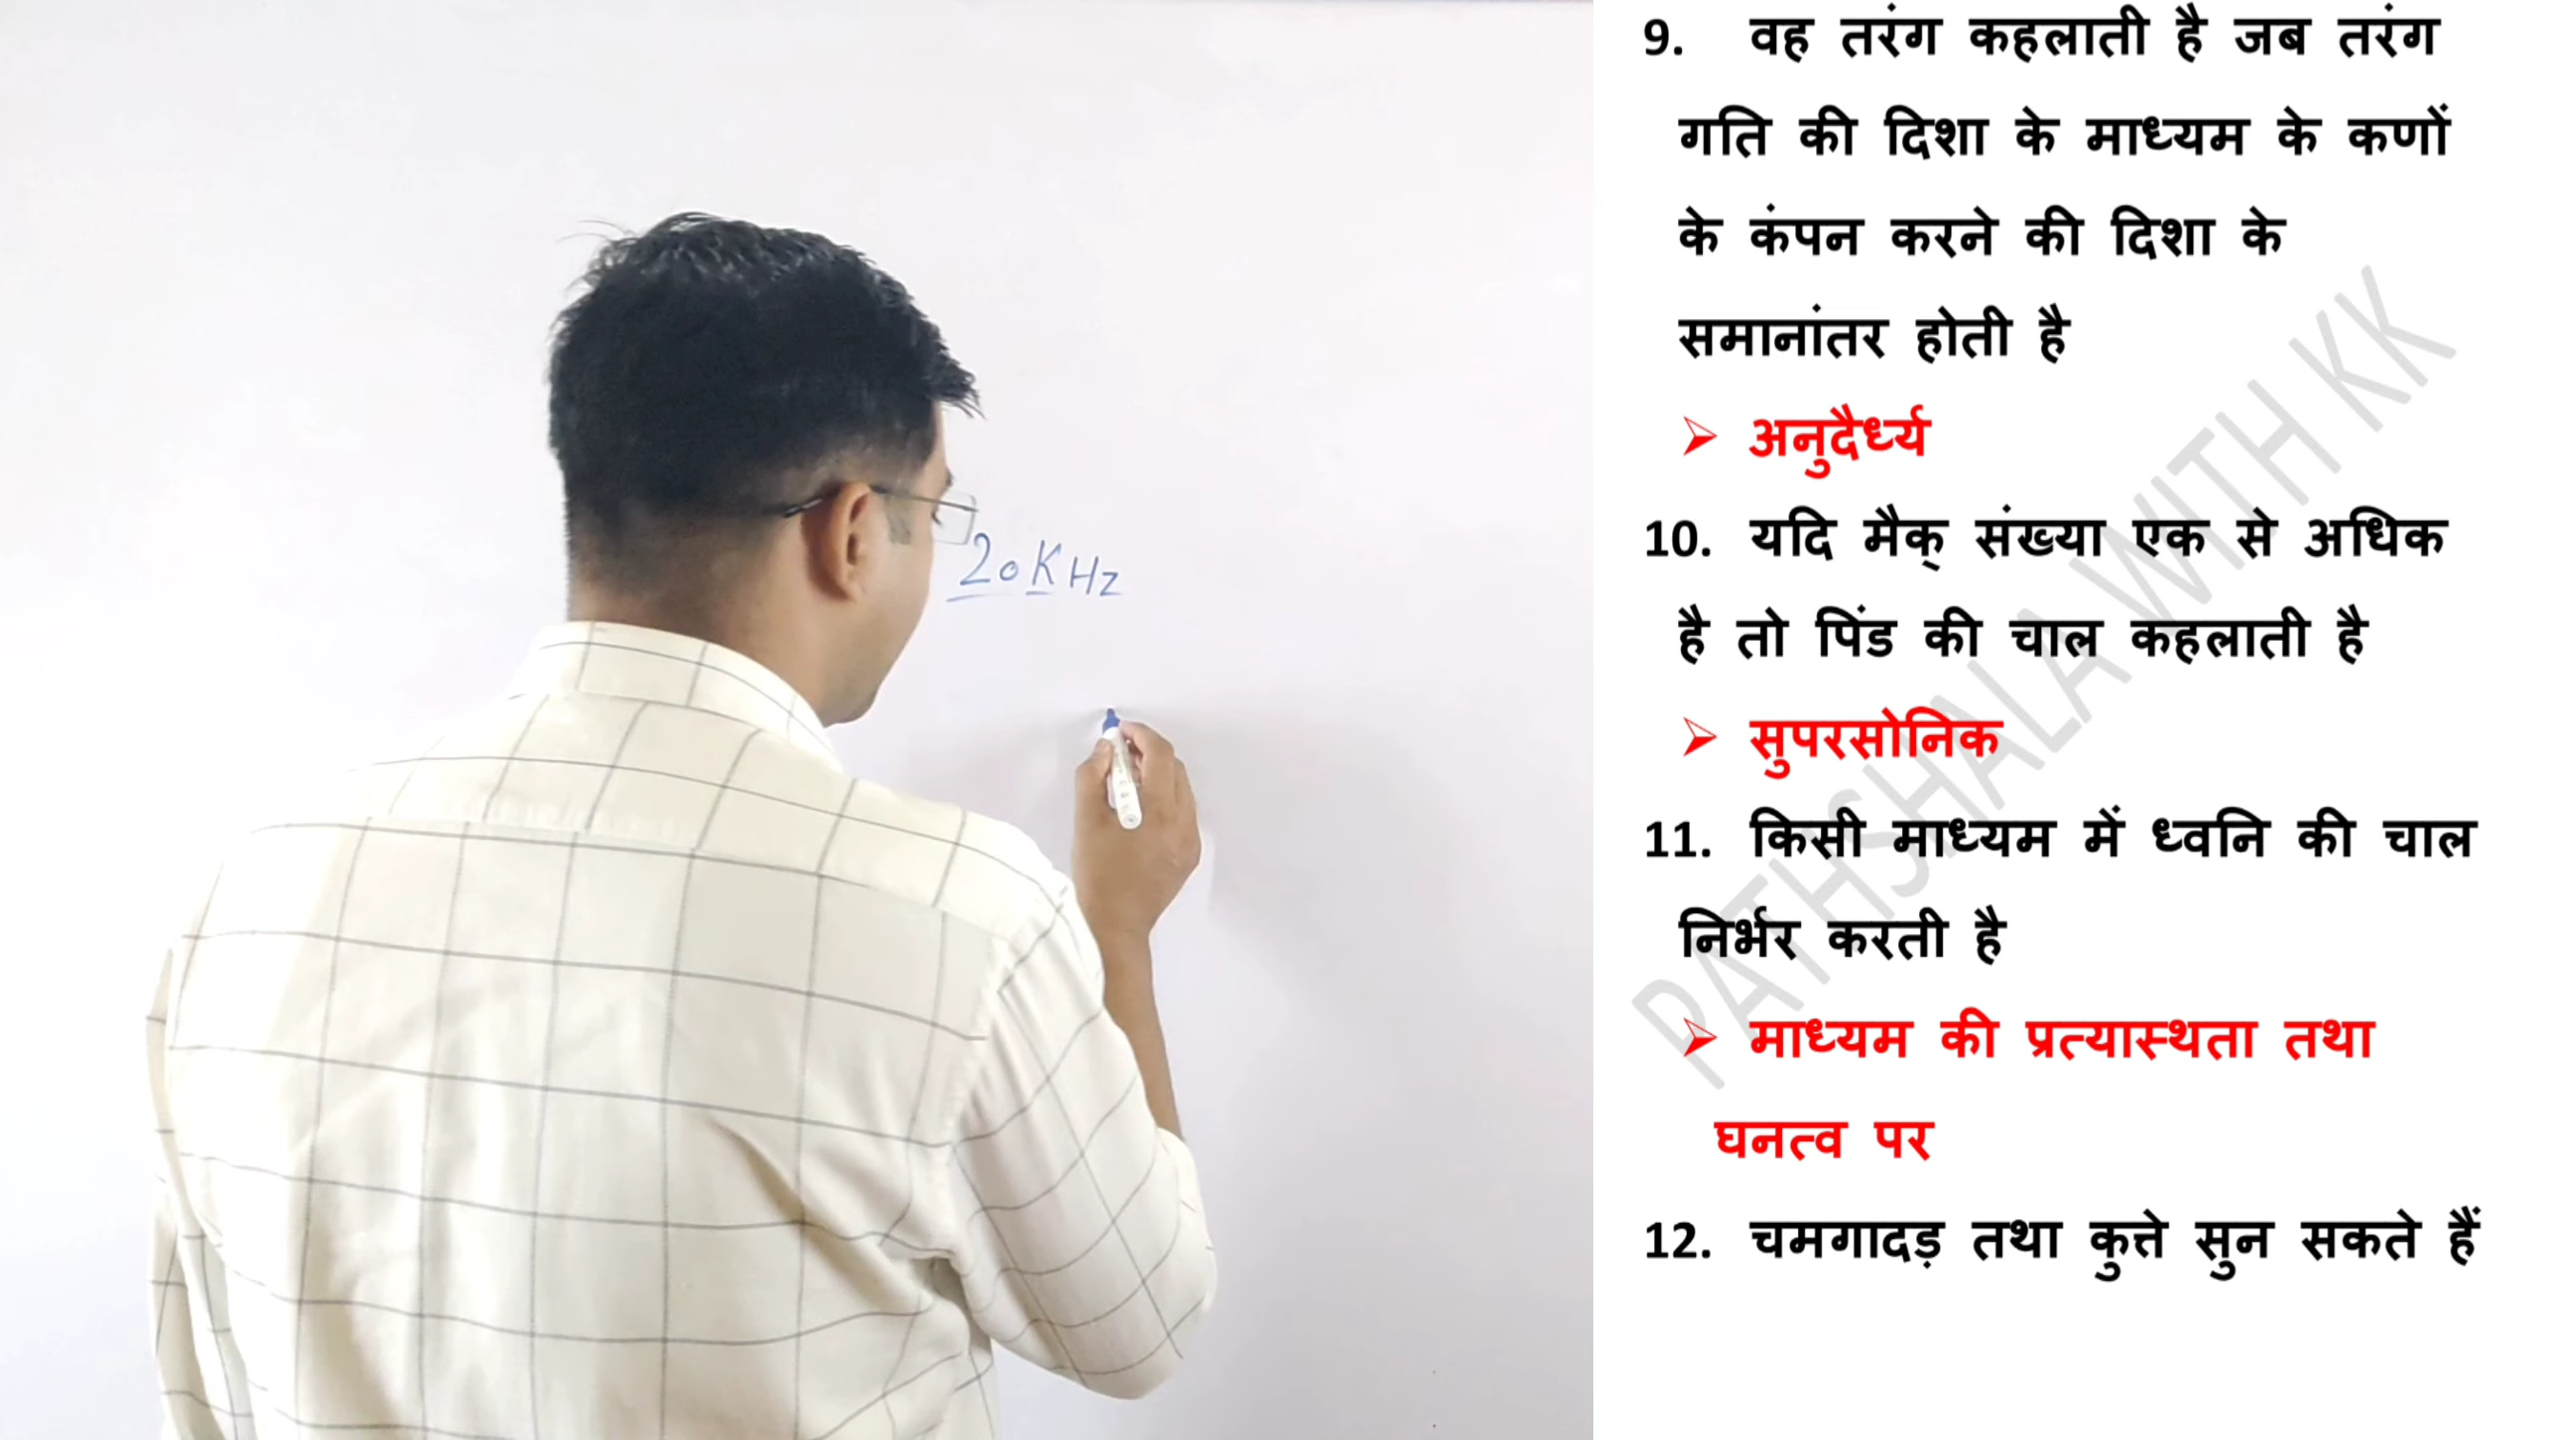 20KHz
9. वह तरंग कहलाती है जब तरंग
गति की दिशा के माध्यम के कणों
के कंपन करने की दिशा के
समानांतर होती है
➢ अनुदैर्ध्य
10. यदि मैक् संख्या एक से अधिक
है तो पिंड की चाल कहलाती है
➢ सुपरसोनिक
11. किसी माध्यम में ध्वनि की चाल
निर्भर करती है
➢ माध्यम की प्रत्यास्थता तथा
घनत्व पर
12. चमगादड़ तथा कुत्ते सुन सकते हैं
PATHSHALA WITH KK